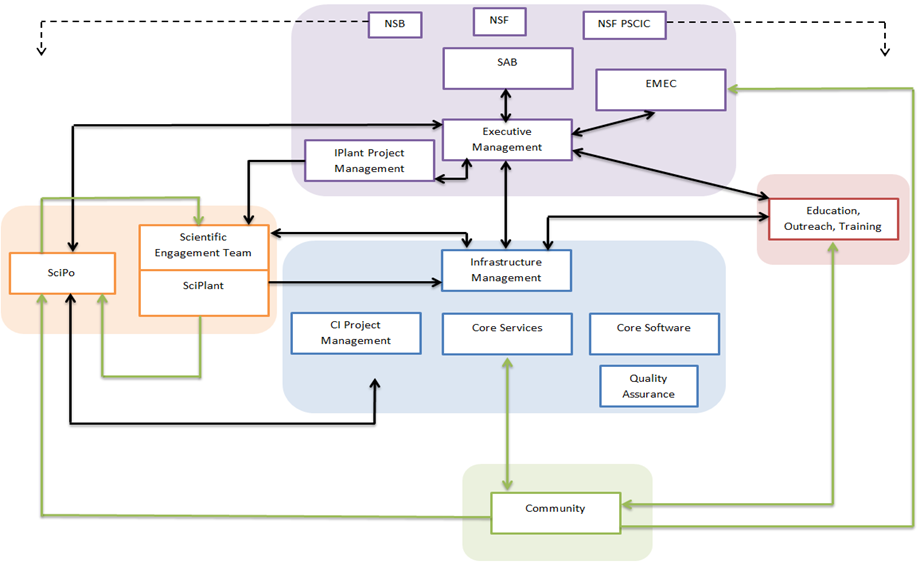 NSB
NSF
NSF PSCIC
SAB
EMEC
Executive
Management
IPlant Project
Management
Education,
Outreach, Training
Scientific
Engagement Team
SciPo
SciPlant
Infrastructure
Management
CI Project
Management
Core Services
Core Software
Quality
Assurance
Community